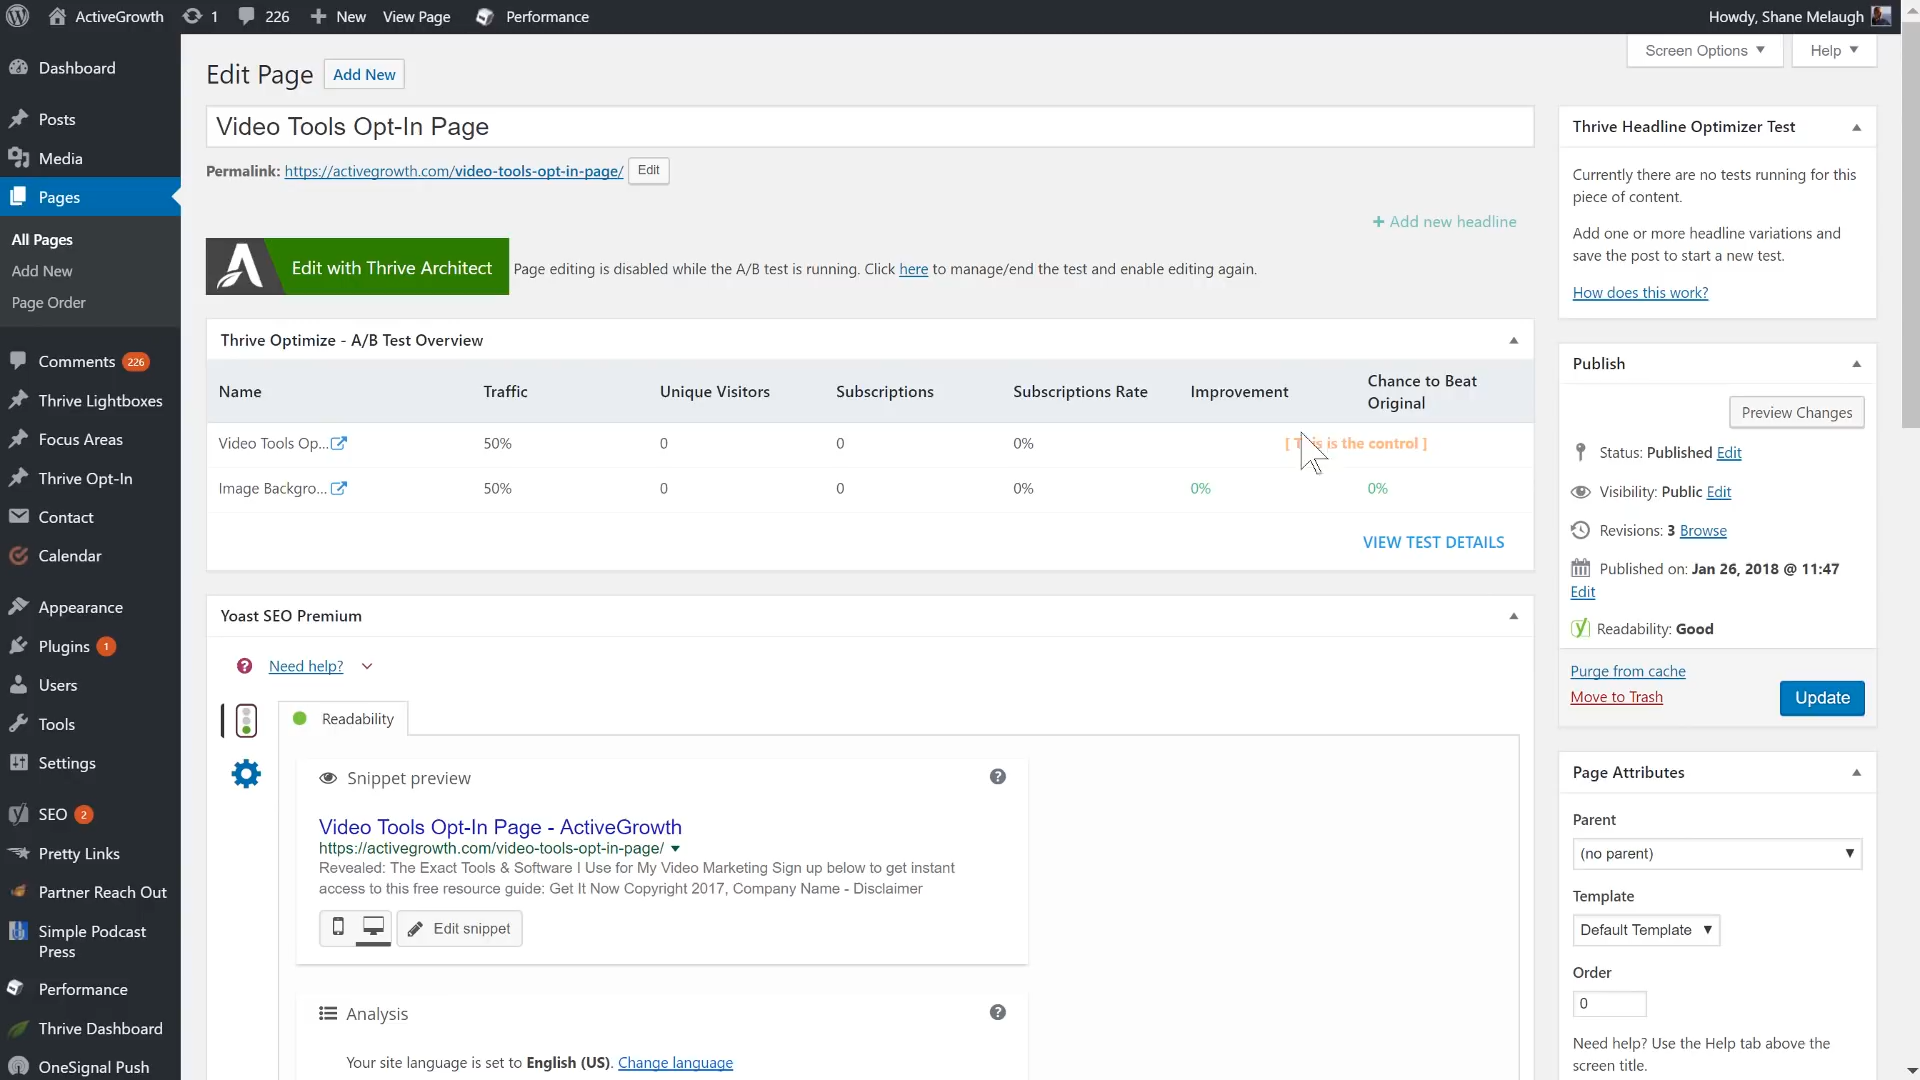 ActiveGrowth 1 226 New View Page Performance Howdy, Shane Melaugh
Screen Options Help
Dashboard
Posts
Media
Pages
All Pages
Add New
Page Order
Comments 226
Thrive Lightboxes
Focus Areas
Thrive Opt-In
Contact
Calendar
Appearance
Plugins 1
Users
Tools
Settings
SEO 2
Pretty Links
Partner Reach Out
Simple Podcast
Press
Performance
Thrive Dashboard
OneSignal Push
Edit Page Add New
Video Tools Opt-In Page
Permalink: https://activegrowth.com/video-tools-opt-in-page/ Edit
+ Add new headline
Edit with Thrive Architect Page editing is disabled while the A/B test is running. Click here to manage/end the test and enable editing again.
Thrive Optimize - A/B Test Overview
Name Traffic Unique Visitors Subscriptions Subscriptions Rate Improvement Chance to Beat
Original
Video Tools Op... 50% 0 0 0% [ This is the control ]
Image Backgro... 50% 0 0 0% 0% 0%
VIEW TEST DETAILS
Yoast SEO Premium
Need help?
Readability
Snippet preview
Video Tools Opt-In Page - ActiveGrowth
https://activegrowth.com/video-tools-opt-in-page/
Revealed: The Exact Tools & Software I Use for My Video Marketing Sign up below to get instant
access to this free resource guide: Get It Now Copyright 2017, Company Name - Disclaimer
Edit snippet
Analysis
Your site language is set to English (US). Change language
Thrive Headline Optimizer Test
Currently there are no tests running for this
piece of content.
Add one or more headline variations and
save the post to start a new test.
How does this work?
Publish
Preview Changes
Status: Published Edit
Visibility: Public Edit
Revisions: 3 Browse
Published on: Jan 26, 2018 @ 11:47
Edit
Readability: Good
Purge from cache
Move to Trash
Update
Page Attributes
Parent
(no parent)
Template
Default Template
Order
0
Need help? Use the Help tab above the
screen title.